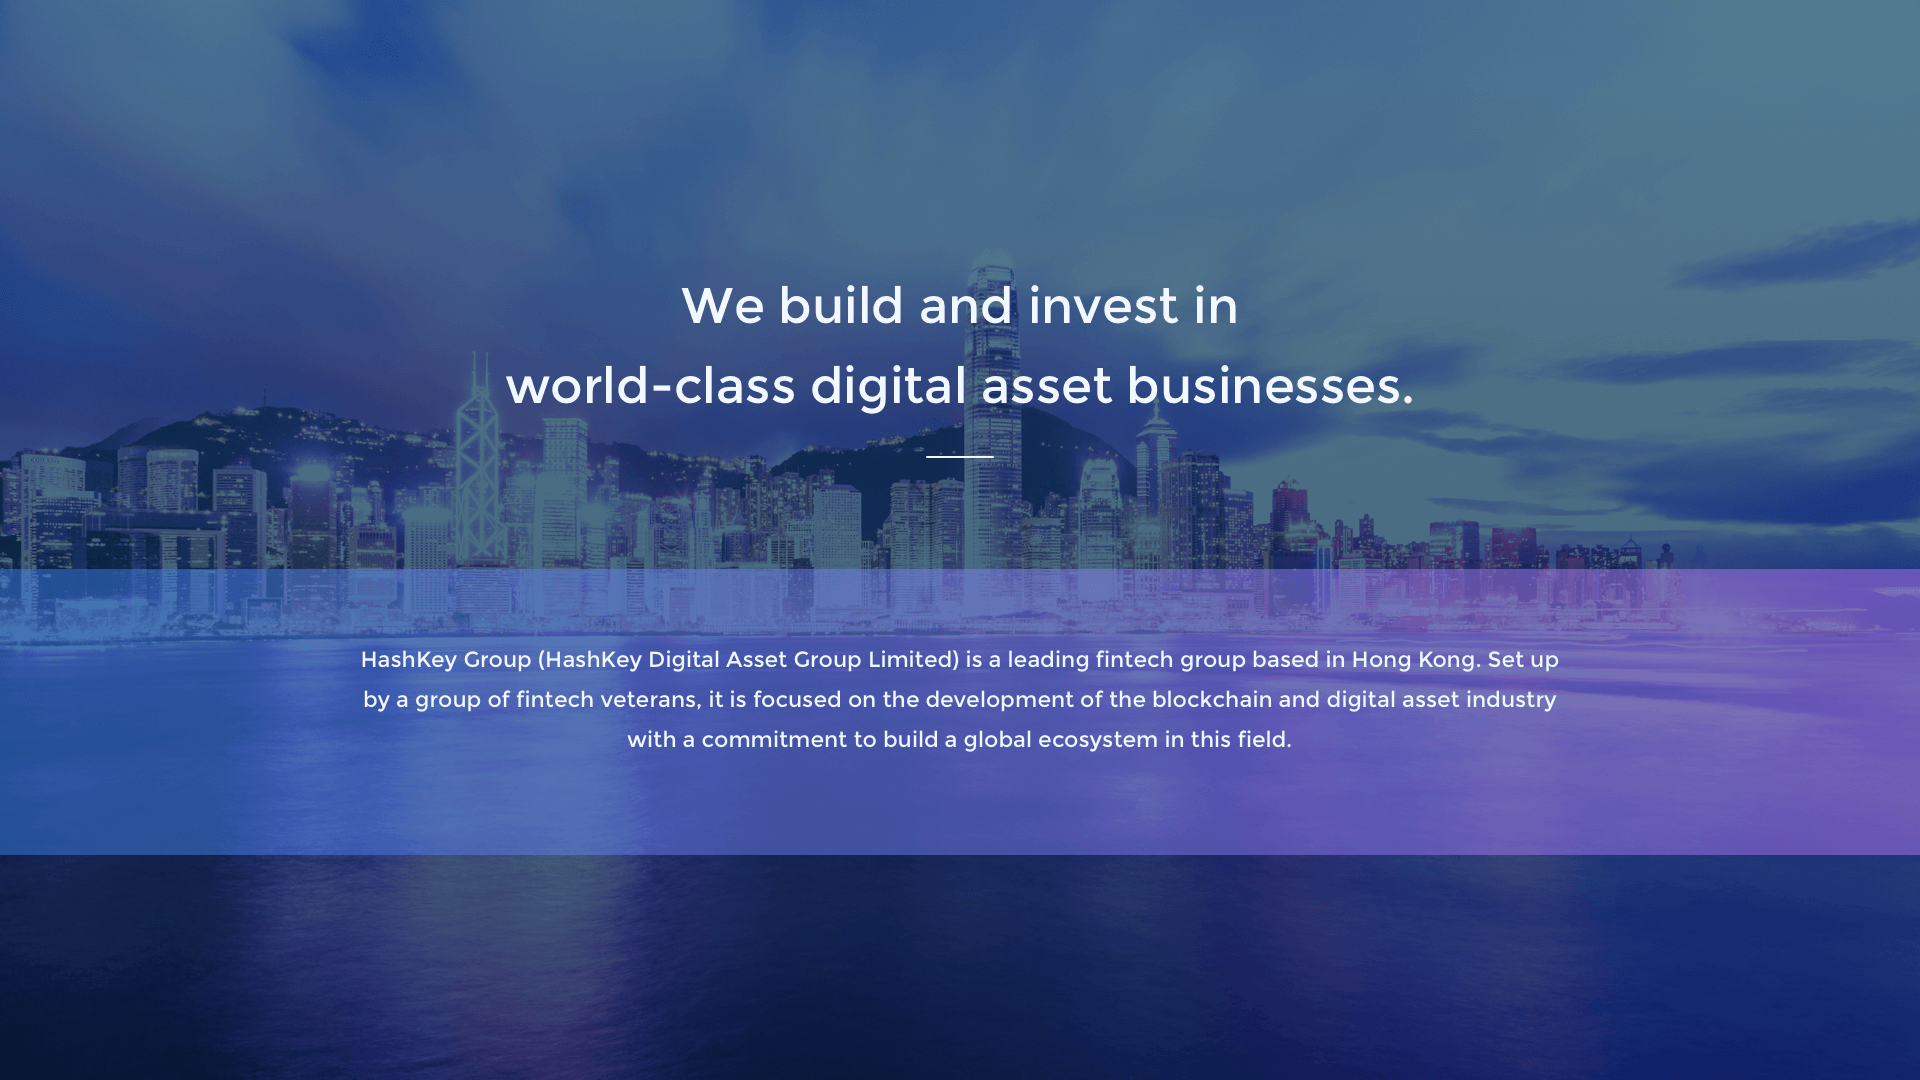 We build and invest in
world-class digital asset businesses.
HashKey Group (HashKey Digital Asset Group Limited) is a leading fintech group based in Hong Kong. Set up
by a group of fintech veterans, it is focused on the development of the blockchain and digital asset industry
with a commitment to build a global ecosystem in this field.